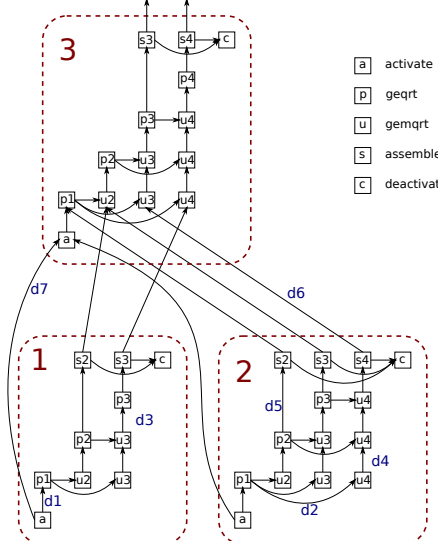 3
s3 s4 c
p4
p3 u4
p2 u3 u4
p1 u2 u3 u4
a
a activate
p geqrt
u gemqrt
s assemble
c deactivat
d7
d6
1
s2 s3 c
p3
d3
p2 u3
p1 u2 u3
d1
a
2
s2 s3 s4 c
d5
p3 u4
p2 u3 u4
d4
p1 u2 u3 u4
d2
a